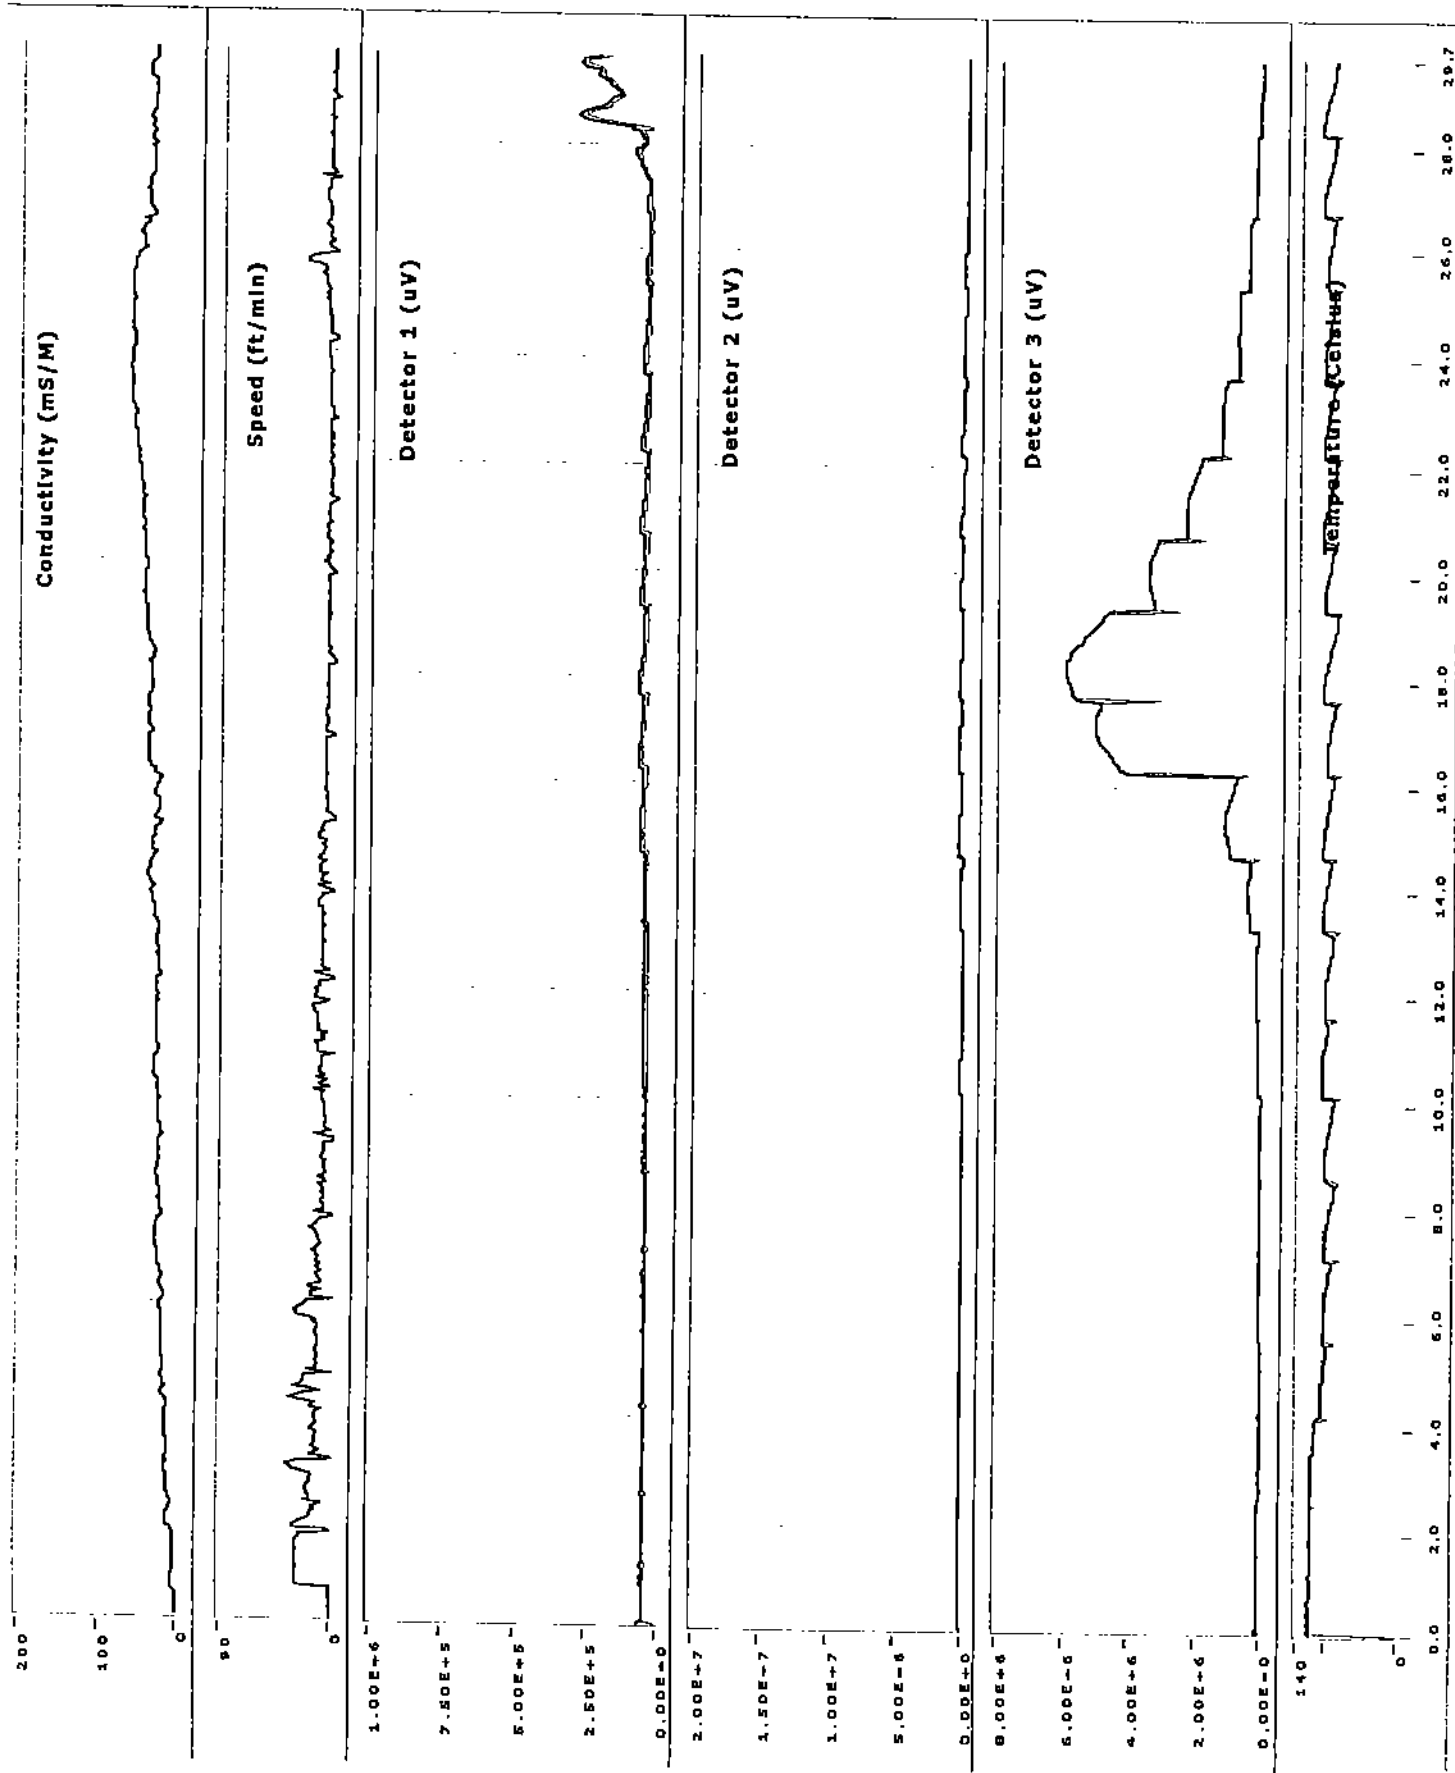 200
100
0
Conductivity (mS/M)
90
0
Speed (ft/min)
1.00E+6
7.50E+5
5.00E+5
2.50E+5
0.00E+0
Detector 1 (uV)
2.00E+7
1.50E+7
1.00E+7
5.00E+6
0.00E+0
Detector 2 (uV)
8.00E+6
6.00E+6
4.00E+6
2.00E+6
0.00E+0
Detector 3 (uV)
140
0
Temperature (Celsius)
0.0 2.0 4.0 6.0 8.0 10.0 12.0 14.0 16.0 18.0 20.0 22.0 24.0 26.0 28.0 29.7